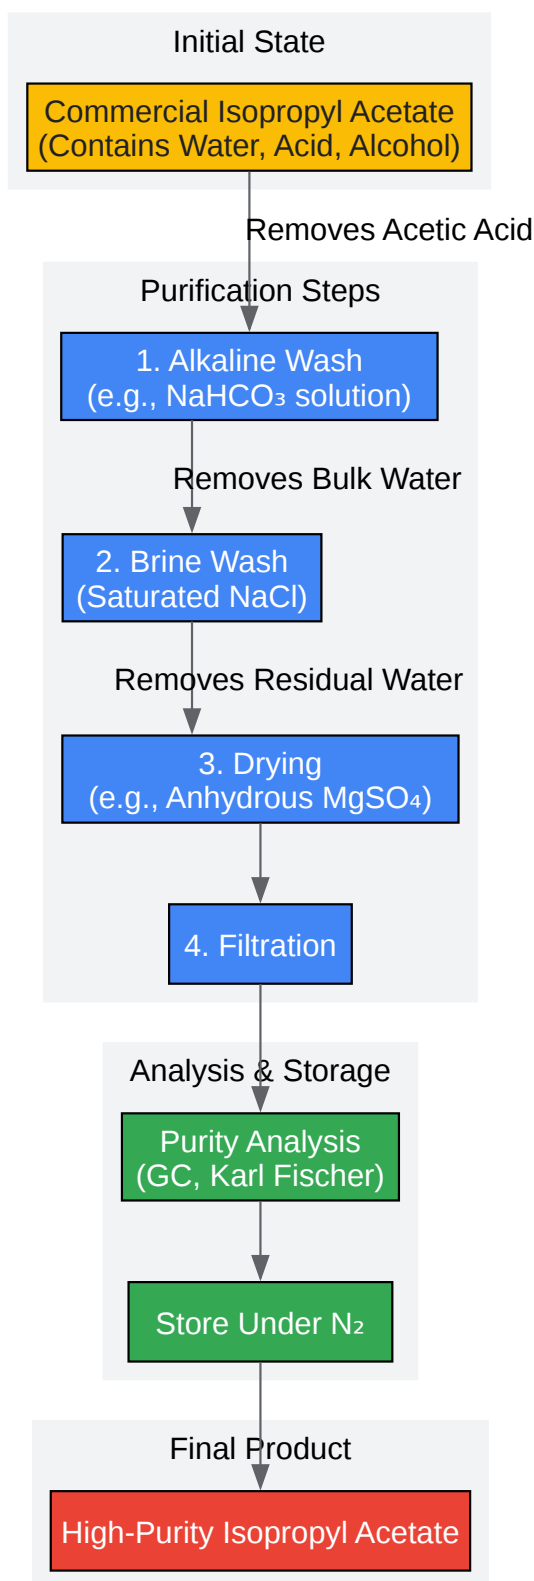 Initial State
Commercial Isopropyl Acetate
(Contains Water, Acid, Alcohol)
Removes Acetic Acid
Purification Steps
1. Alkaline Wash
(e.g., NaHCO₃ solution)
Removes Bulk Water
2. Brine Wash
(Saturated NaCl)
Removes Residual Water
3. Drying
(e.g., Anhydrous MgSO₄)
4. Filtration
Analysis & Storage
Purity Analysis
(GC, Karl Fischer)
Store Under N₂
Final Product
High-Purity Isopropyl Acetate